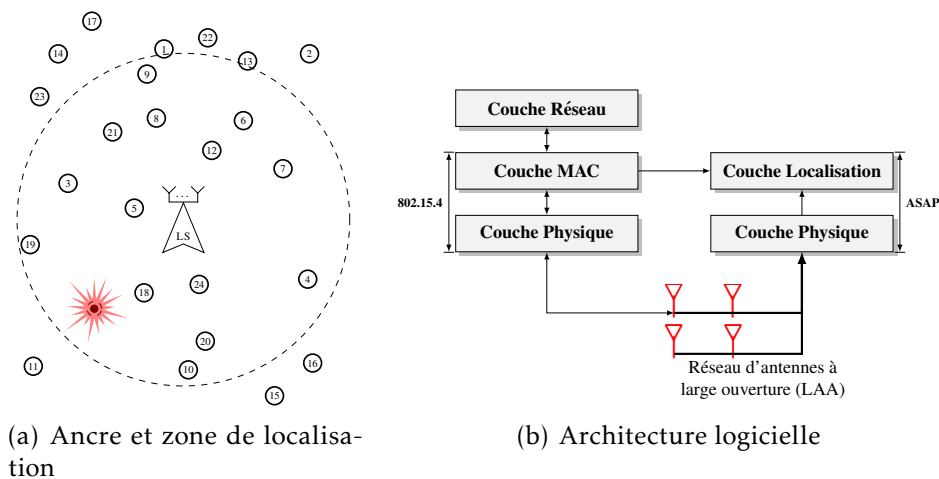 17
22
1
14
2
13
9
23
8
6
21
12
7
3
...
5
LS
19
4
24
18
20
11
10
16
15
(a) Ancre et zone de localisa-
tion
Couche Réseau
Couche MAC
Couche Localisation
802.15.4
ASAP
Couche Physique
Couche Physique
Réseau d'antennes à
large ouverture (LAA)
(b) Architecture logicielle